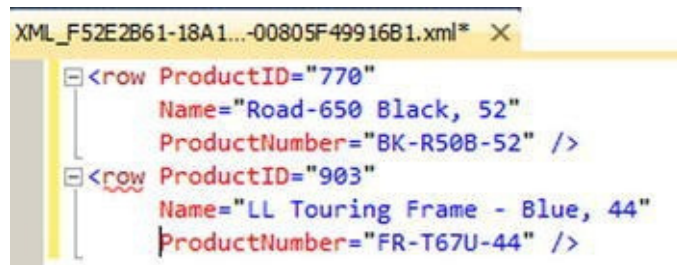 XML_F52E2B61-18A1...-00805F49916B1.xml*
<row ProductID="770"
Name="Road-650 Black, 52"
ProductNumber="BK-R50B-52" />
<row ProductID="903"
Name="LL Touring Frame - Blue, 44"
ProductNumber="FR-T67U-44" />